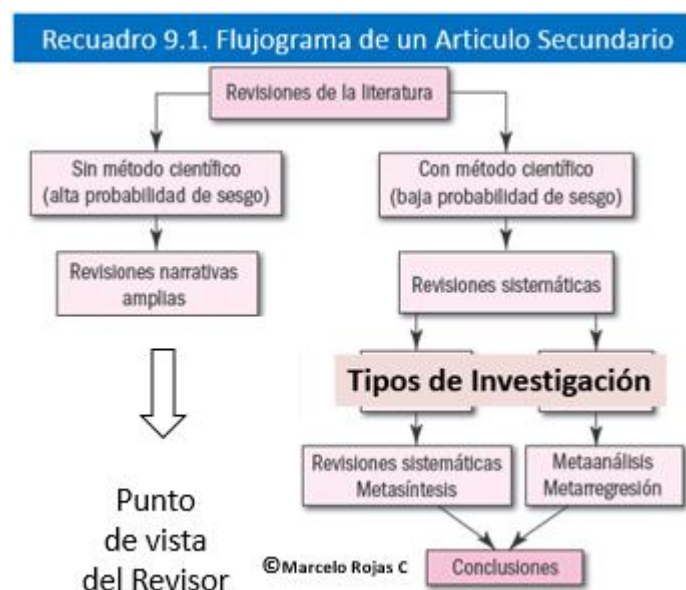 Recuadro 9.1. Flujograma de un Articulo Secundario
Revisiones de la literatura
Sin método científico
(alta probabilidad de sesgo)
Con método científico
(baja probabilidad de sesgo)
Revisiones narrativas
amplias
Revisiones sistemáticas
Tipos de Investigación
Revisiones sistemáticas
Metasíntesis
Metaanálisis
Metarregresión
Punto
de vista
del Revisor
©Marcelo Rojas C
Conclusiones